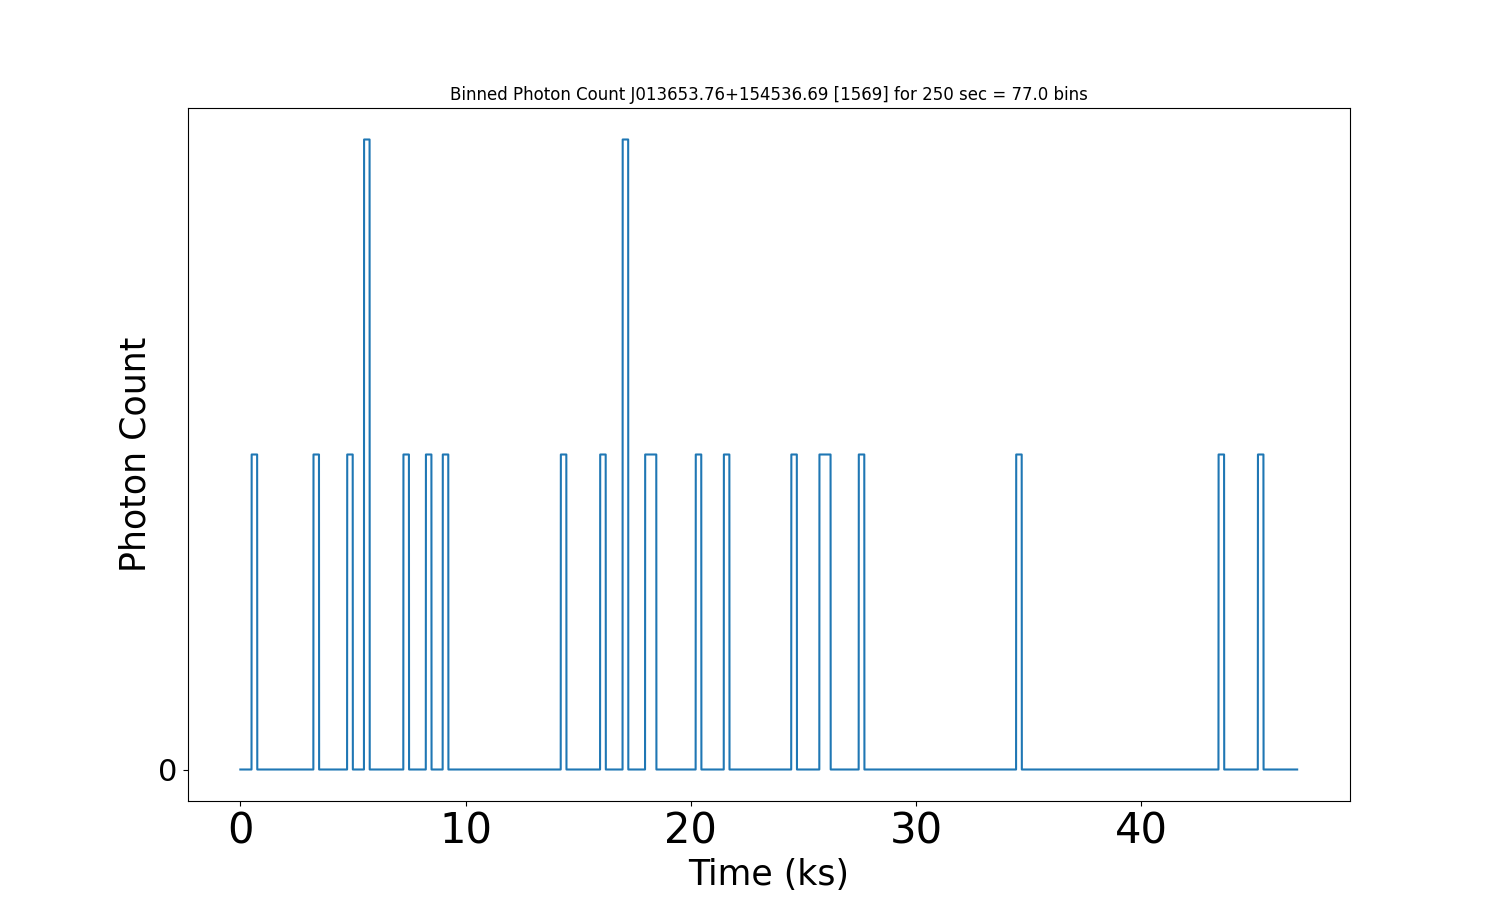 Binned Photon Count J013653.76+154536.69 [1569] for 250 sec = 77.0 bins
Photon Count
0
0 10 20 30 40
Time (ks)